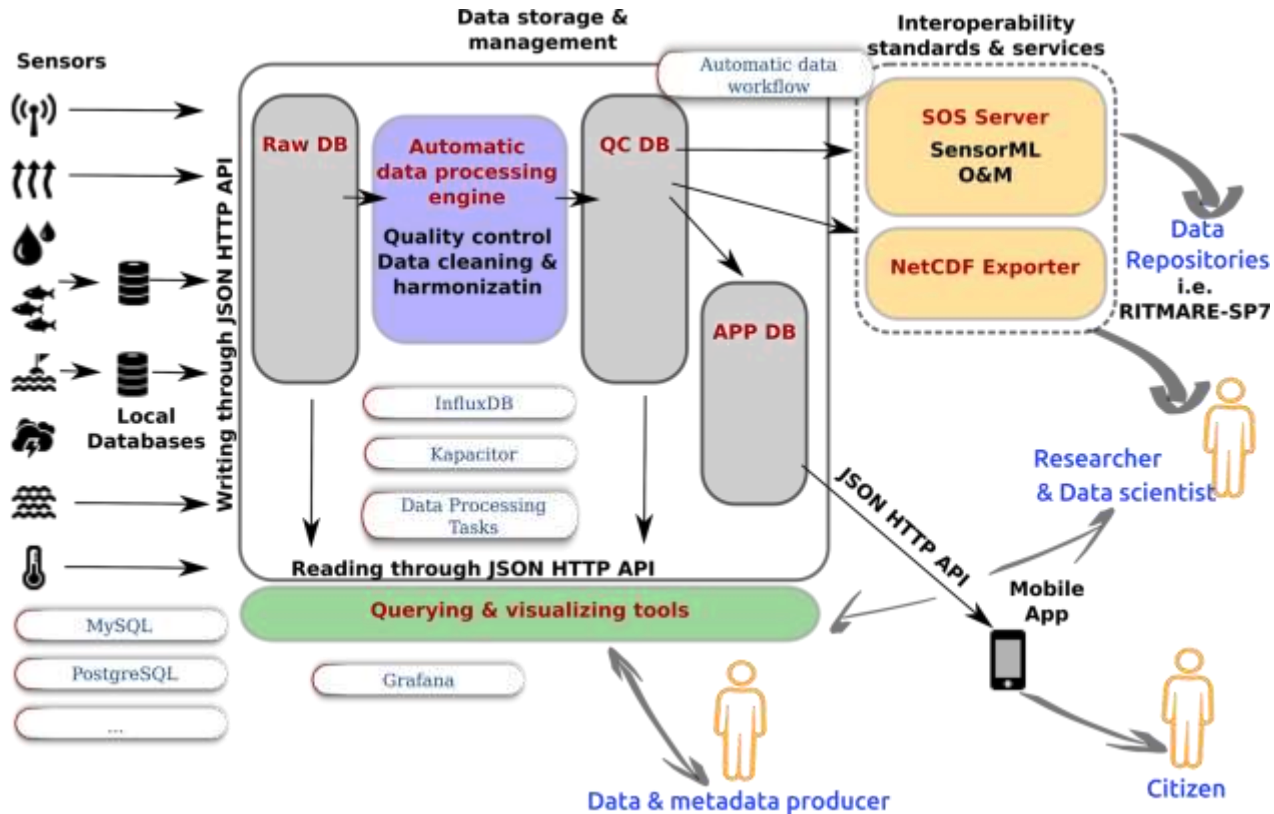 Data storage &
management
Interoperability
standards & services
Sensors
Automatic data
workflow
Raw DB
Automatic
data processing
engine
Quality control
Data cleaning &
harmonizatin
QC DB
SOS Server
SensorML
O&M
NetCDF Exporter
Data
Repositories
i.e.
RITMARE-SP7
APP DB
Writing through JSON HTTP API
Local
Databases
InfluxDB
Kapacitor
Data Processing
Tasks
Researcher
& Data scientist
JSON HTTP API
Reading through JSON HTTP API
Querying & visualizing tools
Mobile
App
MySQL
PostgreSQL
...
Grafana
Data & metadata producer
Citizen